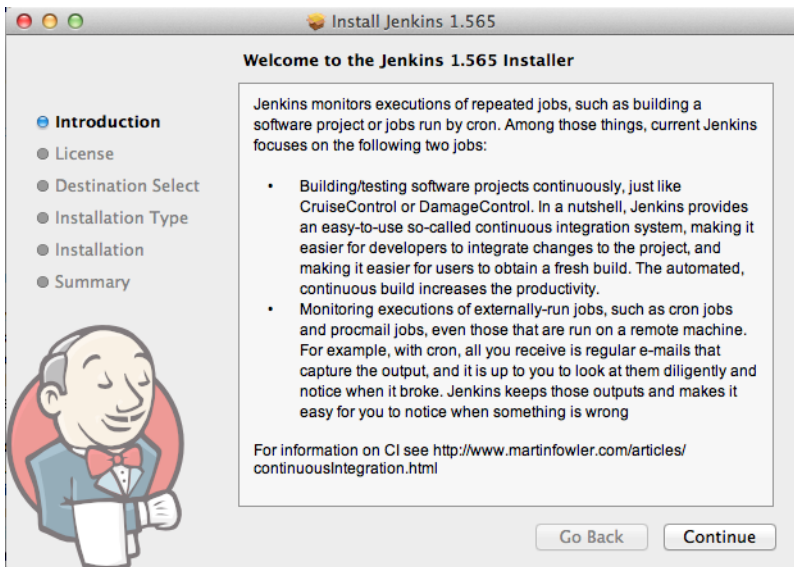 Install Jenkins 1.565
Welcome to the Jenkins 1.565 Installer
Introduction
License
Destination Select
Installation Type
Installation
Summary
Jenkins monitors executions of repeated jobs, such as building a
software project or jobs run by cron. Among those things, current Jenkins
focuses on the following two jobs:
• Building/testing software projects continuously, just like
CruiseControl or DamageControl. In a nutshell, Jenkins provides
an easy-to-use so-called continuous integration system, making it
easier for developers to integrate changes to the project, and
making it easier for users to obtain a fresh build. The automated,
continuous build increases the productivity.
• Monitoring executions of externally-run jobs, such as cron jobs
and procmail jobs, even those that are run on a remote machine.
For example, with cron, all you receive is regular e-mails that
capture the output, and it is up to you to look at them diligently and
notice when it broke. Jenkins keeps those outputs and makes it
easy for you to notice when something is wrong
For information on CI see http://www.martinfowler.com/articles/
continuousIntegration.html
Go Back
Continue